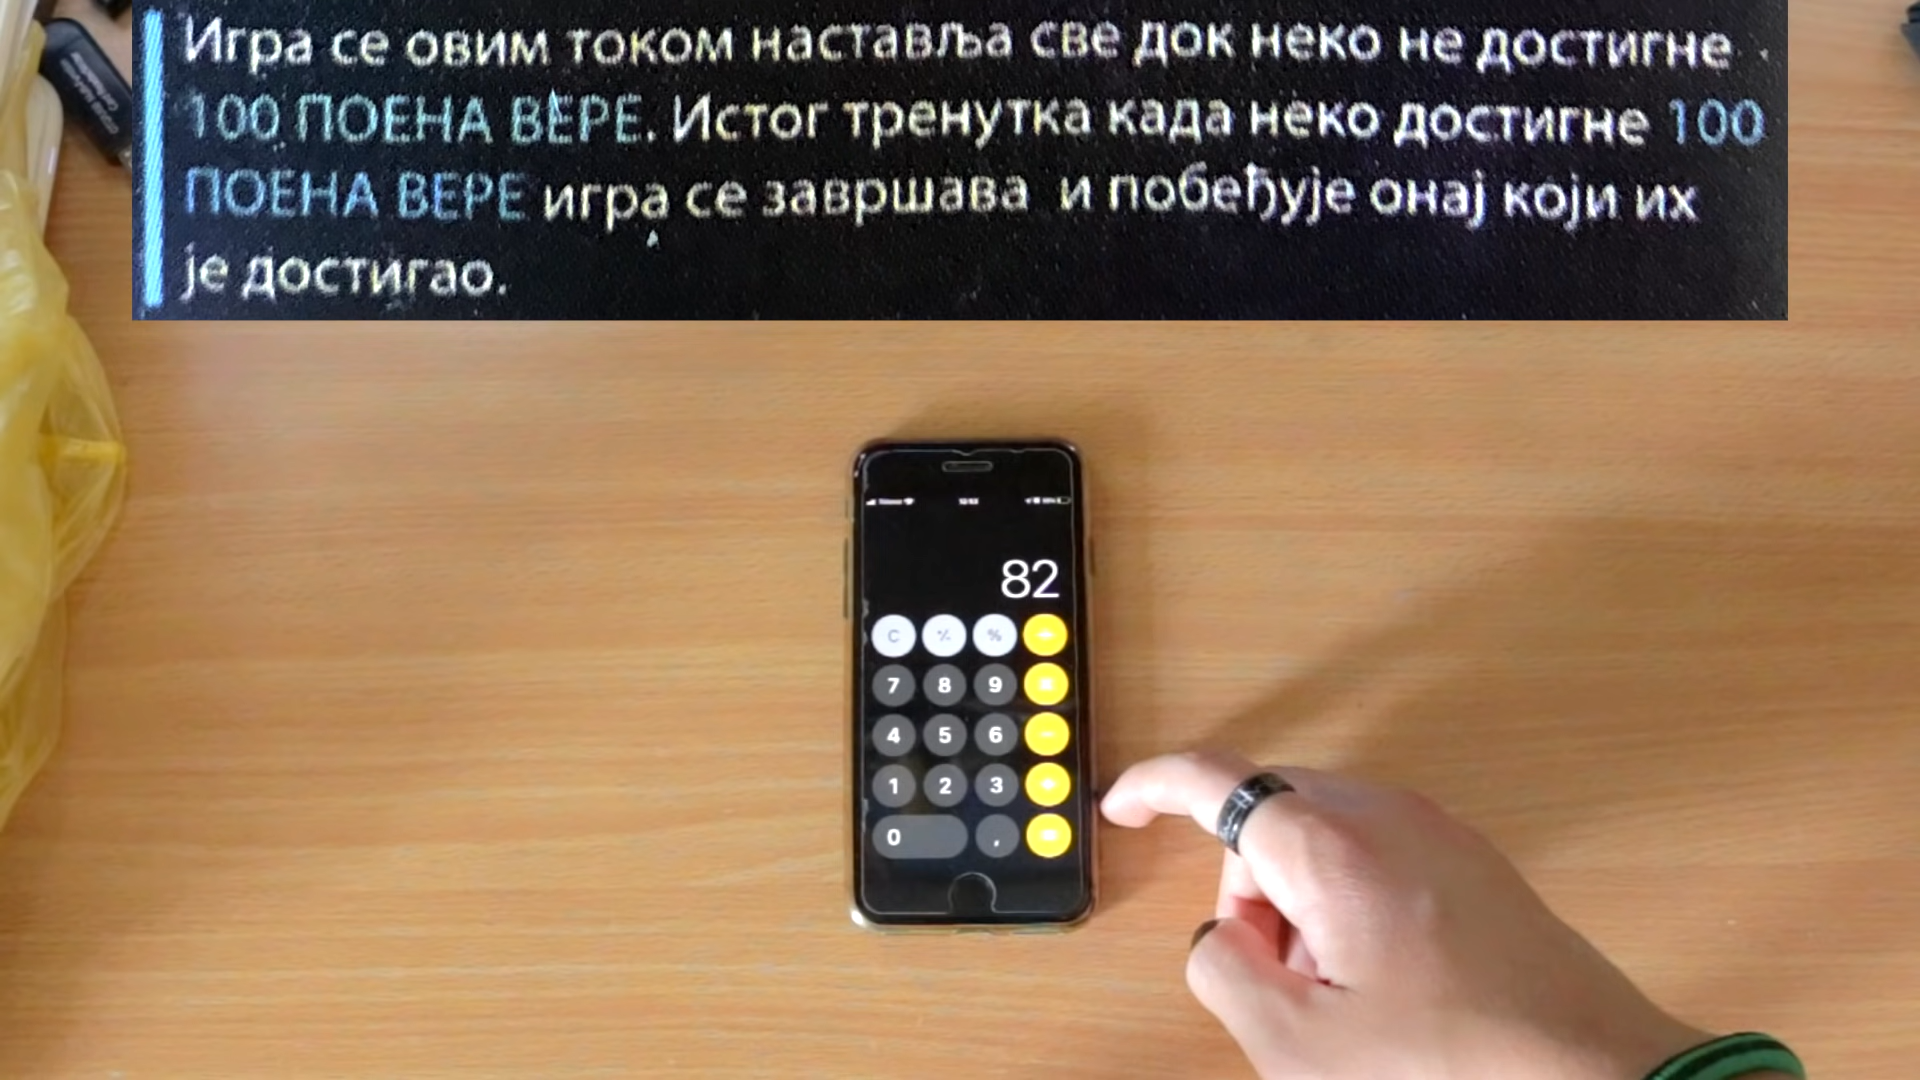 Игра се овим током наставља све док неко не достигне
100 ПОЕНА ВЕРЕ. Истог тренутка када неко достигне 100
ПОЕНА ВЕРЕ игра се завршава и побеђује онај који их
је достигао.
82
C % +
7 8 9
4 5 6
1 2 3
0 ,